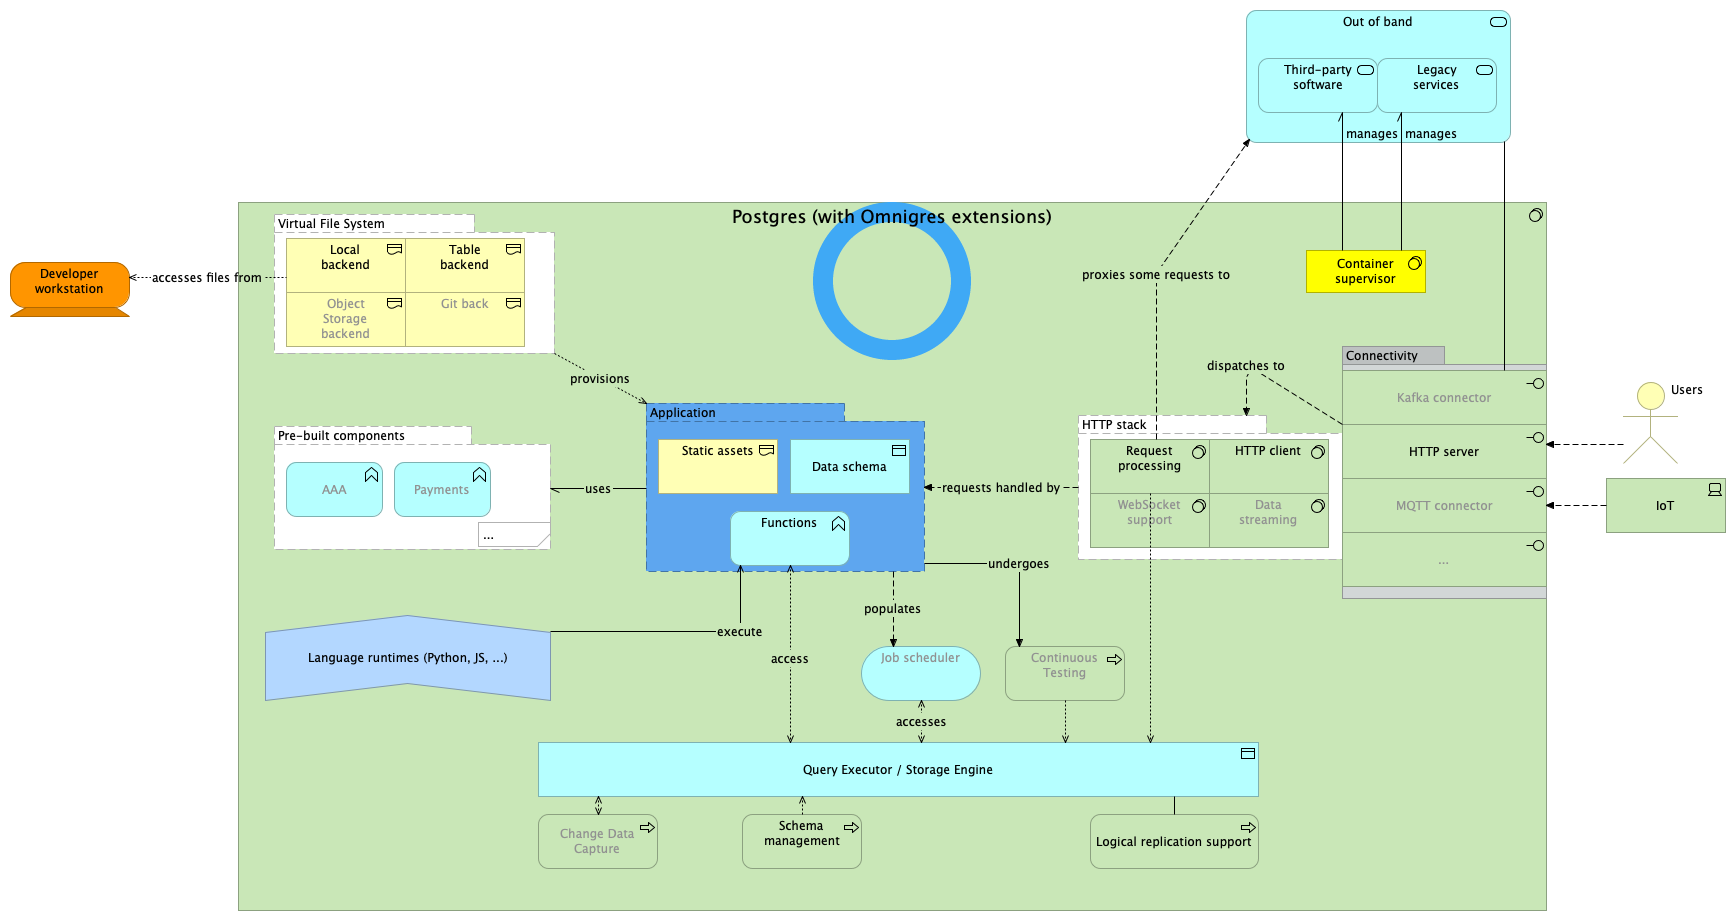 Out of band
Third-party
software
Legacy
services
manages
manages
Postgres (with Omnigres extensions)
Virtual File System
Local
backend
Table
backend
Object
Storage
backend
Git back
Developer
workstation
accesses files from
proxies some requests to
Container
supervisor
provisions
dispatches to
Connectivity
Kafka connector
HTTP server
MQTT connector
...
Users
IoT
Application
Static assets
Data schema
Functions
HTTP stack
Request
processing
HTTP client
WebSocket
support
Data
streaming
requests handled by
Pre-built components
AAA
Payments
...
uses
undergoes
populates
execute
access
Language runtimes (Python, JS, ...)
Job scheduler
Continuous
Testing
accesses
Query Executor / Storage Engine
Change Data
Capture
Schema
management
Logical replication support